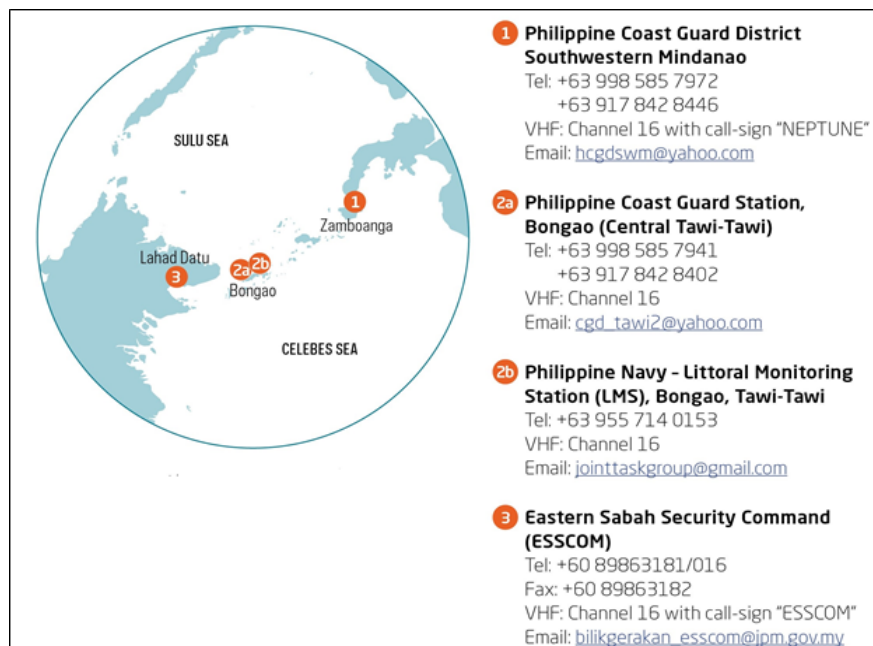 SULU SEA
1
Zamboanga
Lahad Datu
3
2a
2b
Bongao
CELEBES SEA
1 Philippine Coast Guard District
Southwestern Mindanao
Tel: +63 998 585 7972
+63 917 842 8446
VHF: Channel 16 with call-sign "NEPTUNE"
Email: hcgdswm@yahoo.com
2a Philippine Coast Guard Station,
Bongao (Central Tawi-Tawi)
Tel: +63 998 585 7941
+63 917 842 8402
VHF: Channel 16
Email: cgd_tawi2@yahoo.com
2b Philippine Navy – Littoral Monitoring
Station (LMS), Bongao, Tawi-Tawi
Tel: +63 955 714 0153
VHF: Channel 16
Email: jointtaskgroup@gmail.com
3 Eastern Sabah Security Command
(ESSCOM)
Tel: +60 89863181/016
Fax: +60 89863182
VHF: Channel 16 with call-sign "ESSCOM"
Email: bilikgerakan_esscom@jpm.gov.my